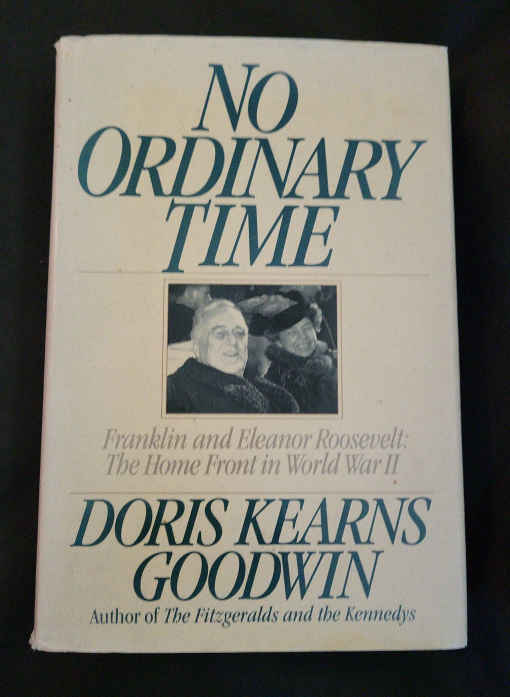 NO
ORDINARY
TIME
Franklin and Eleanor Roosevelt:
The Home Front in World War II
DORIS KEARNS
GOODWIN
Author of The Fitzgeralds and the Kennedys